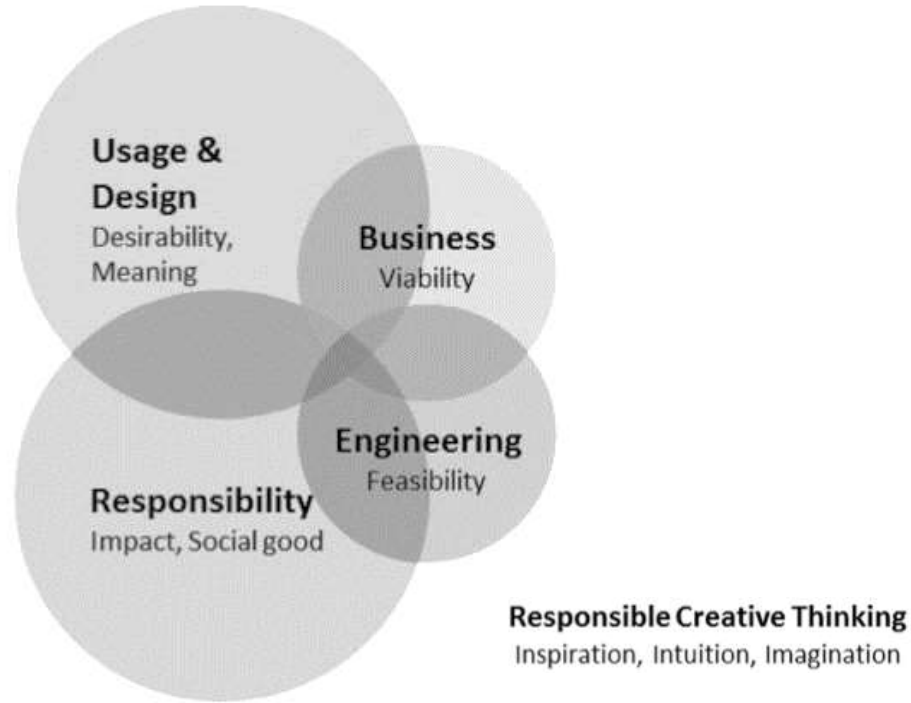 Usage &
Design
Desirability,
Meaning
Business
Viability
Engineering
Feasibility
Responsibility
Impact, Social good
Responsible Creative Thinking
Inspiration, Intuition, Imagination